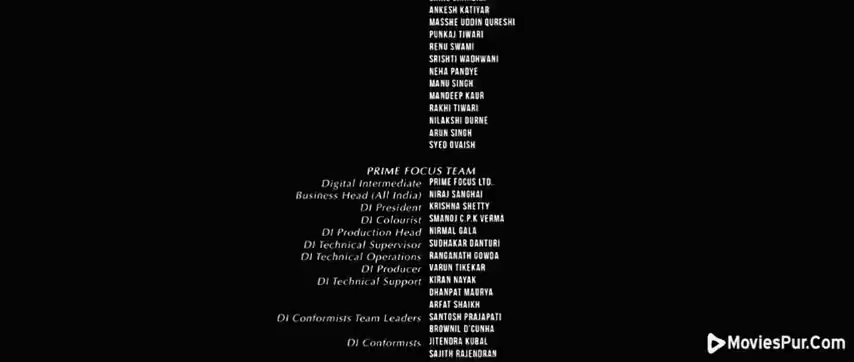 ANKESH KATIYAR
MASSHE UDDIN QURESHI
PUNKAJ TIWARI
RENU SWAMI
SRISHTI WADHWANI
NEHA PANDYE
MANU SINGH
MANDEEP KAUR
RAKHI TIWARI
NILAKSHI DURNE
ARUN SINGH
SYED OVAISH
PRIME FOCUS TEAM
Digital Intermediate PRIME FOCUS LTD.
Business Head (All India) NIRAJ SANGHAI
DI President KRISHNA SHETTY
DI Colourist SMANOJ C.P.K VERMA
DI Production Head NIRMAL GALA
DI Technical Supervisor SUDHAKAR DANTURI
DI Technical Operations RANGANATH GOWDA
DI Producer VARUN TIKEKAR
DI Technical Support KIRAN NAYAK
DHANPAT MAURYA
ARFAT SHAIKH
DI Conformists Team Leaders SANTOSH PRAJAPATI
BROWNIL D'CUNHA
DI Conformists JITENDRA KUBAL
SAJITH RAJENDRAN
MoviesPur.Com